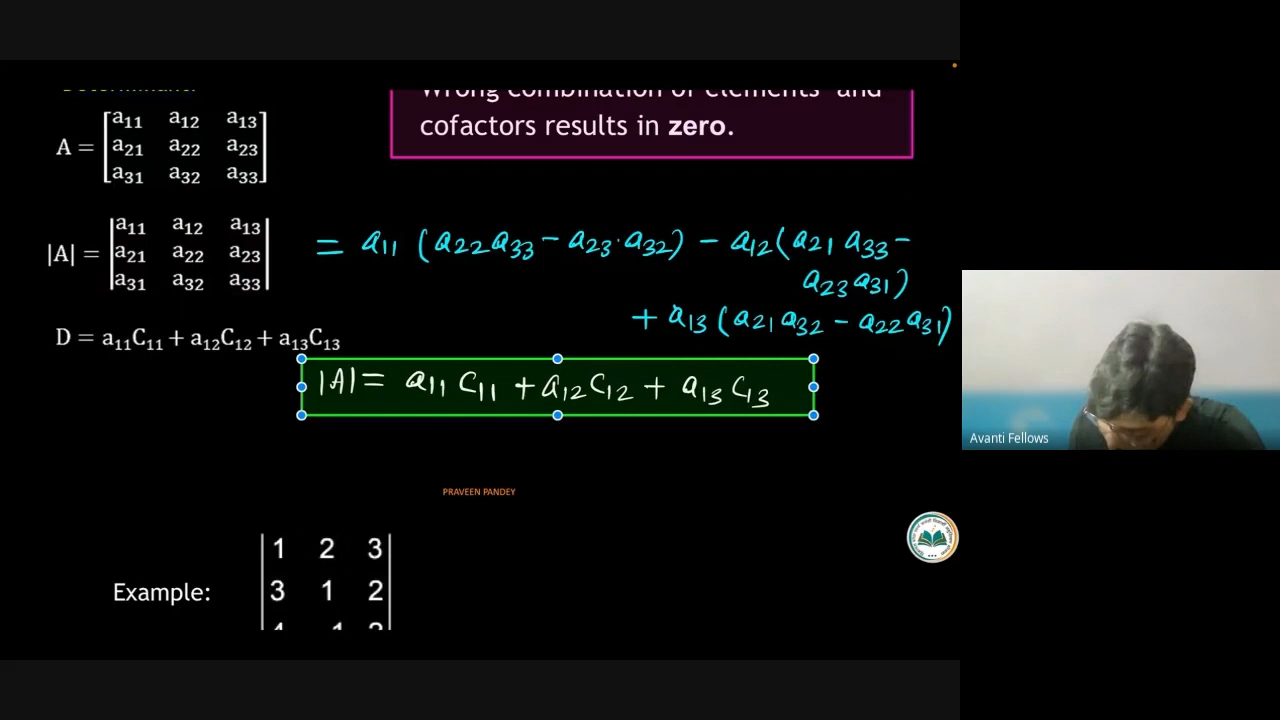 Determinant:
Wrong combination of elements and
cofactors results in zero.
A = [a₁₁ a₁₂ a₁₃
a₂₁ a₂₂ a₂₃
a₃₁ a₃₂ a₃₃]
|A| = |a₁₁ a₁₂ a₁₃
a₂₁ a₂₂ a₂₃
a₃₁ a₃₂ a₃₃|
= a₁₁ (a₂₂a₃₃ - a₂₃·a₃₂) - a₁₂(a₂₁ a₃₃ -
a₂₃a₃₁)
+ a₁₃ (a₂₁a₃₂ - a₂₂a₃₁)
D = a₁₁C₁₁ + a₁₂C₁₂ + a₁₃C₁₃
|A| = a₁₁ C₁₁ + a₁₂C₁₂ + a₁₃ C₁₃
Avanti Fellows
PRAVEEN PANDEY
Example:
|1 2 3|
|3 1 2|